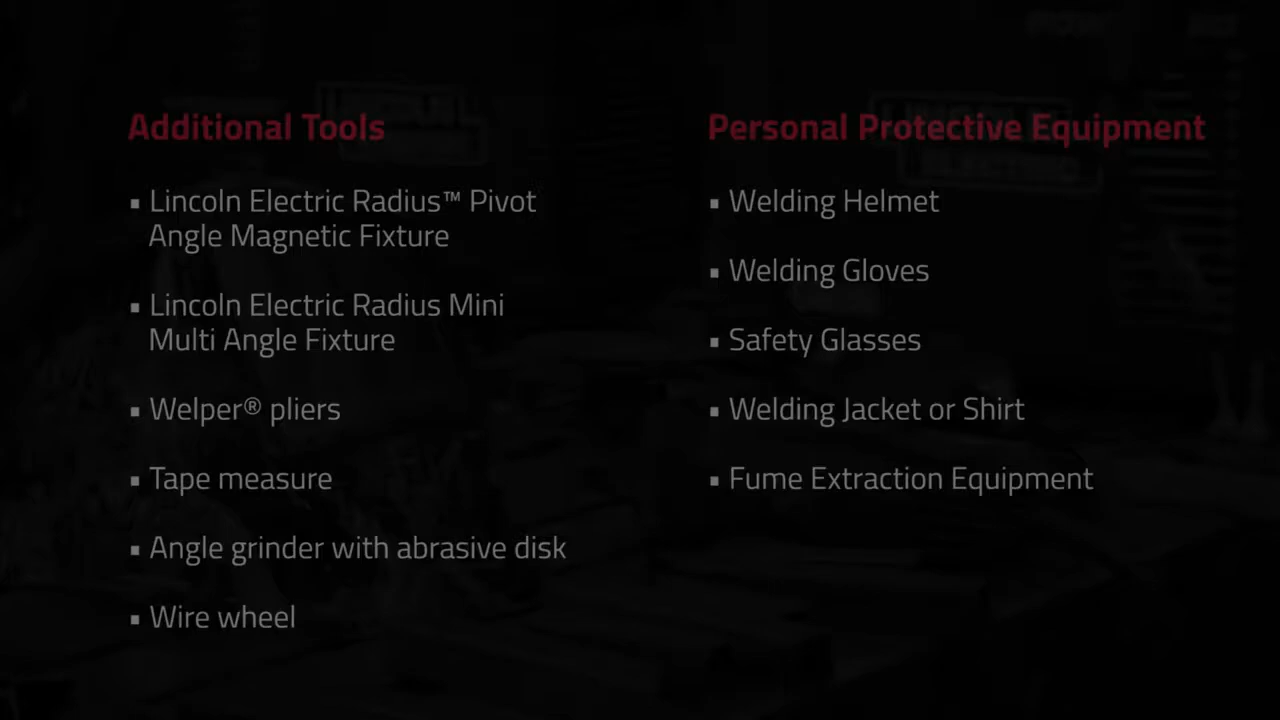 Additional Tools
▪ Lincoln Electric Radius™ Pivot
Angle Magnetic Fixture
▪ Lincoln Electric Radius Mini
Multi Angle Fixture
▪ Welper® pliers
▪ Tape measure
▪ Angle grinder with abrasive disk
▪ Wire wheel
Personal Protective Equipment
▪ Welding Helmet
▪ Welding Gloves
▪ Safety Glasses
▪ Welding Jacket or Shirt
▪ Fume Extraction Equipment